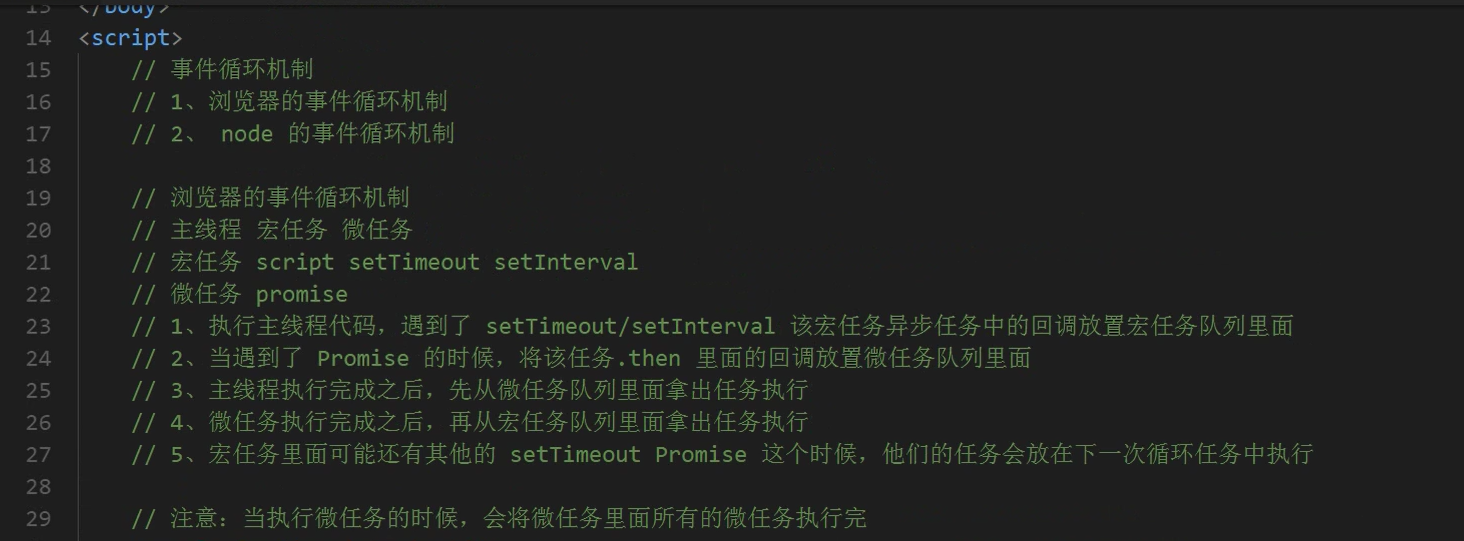 13 </body>
14 <script>
15 // 事件循环机制
16 // 1、浏览器的事件循环机制
17 // 2、 node 的事件循环机制
18
19 // 浏览器的事件循环机制
20 // 主线程 宏任务 微任务
21 // 宏任务 script setTimeout setInterval
22 // 微任务 promise
23 // 1、执行主线程代码，遇到了 setTimeout/setInterval 该宏任务异步任务中的回调放置宏任务队列里面
24 // 2、当遇到了 Promise 的时候，将该任务.then 里面的回调放置微任务队列里面
25 // 3、主线程执行完成之后，先从微任务队列里面拿出任务执行
26 // 4、微任务执行完成之后，再从宏任务队列里面拿出任务执行
27 // 5、宏任务里面可能还有其他的 setTimeout Promise 这个时候，他们的任务会放在下一次循环任务中执行
28
29 // 注意：当执行微任务的时候，会将微任务里面所有的微任务执行完